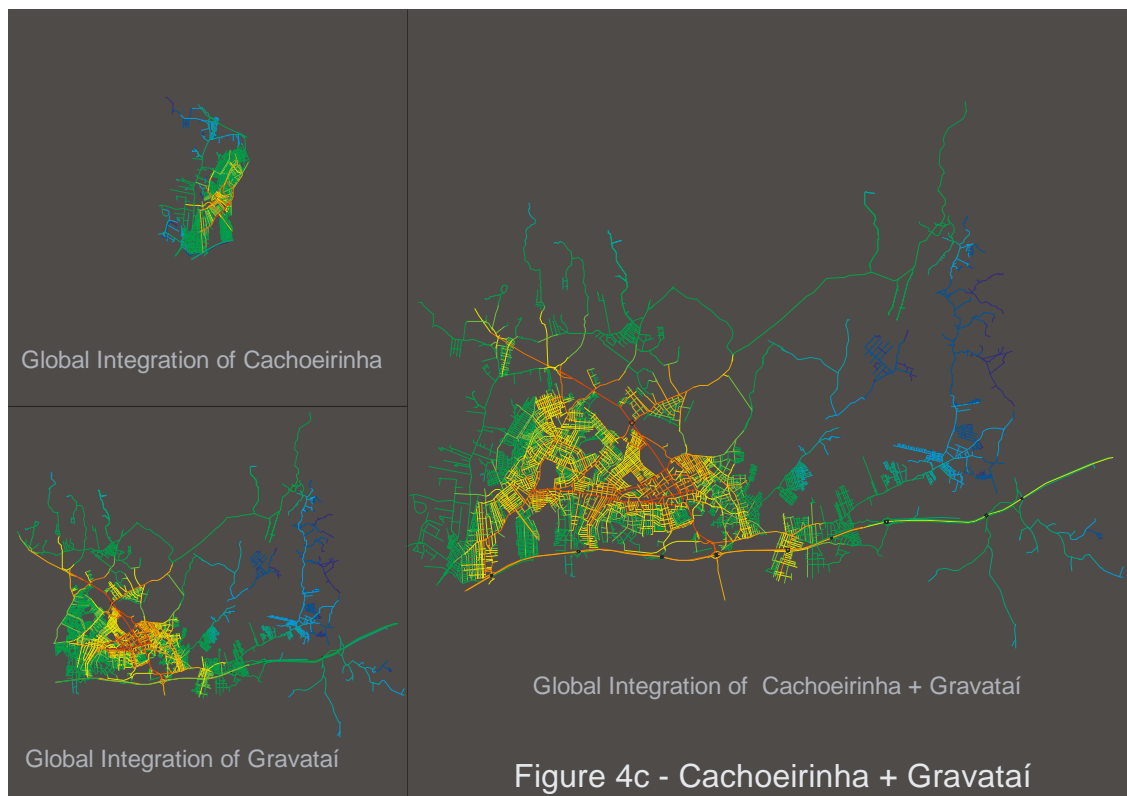 Global Integration of Cachoeirinha
Global Integration of Gravataí
Global Integration of  Cachoeirinha + Gravataí
Figure 4c - Cachoeirinha + Gravataí